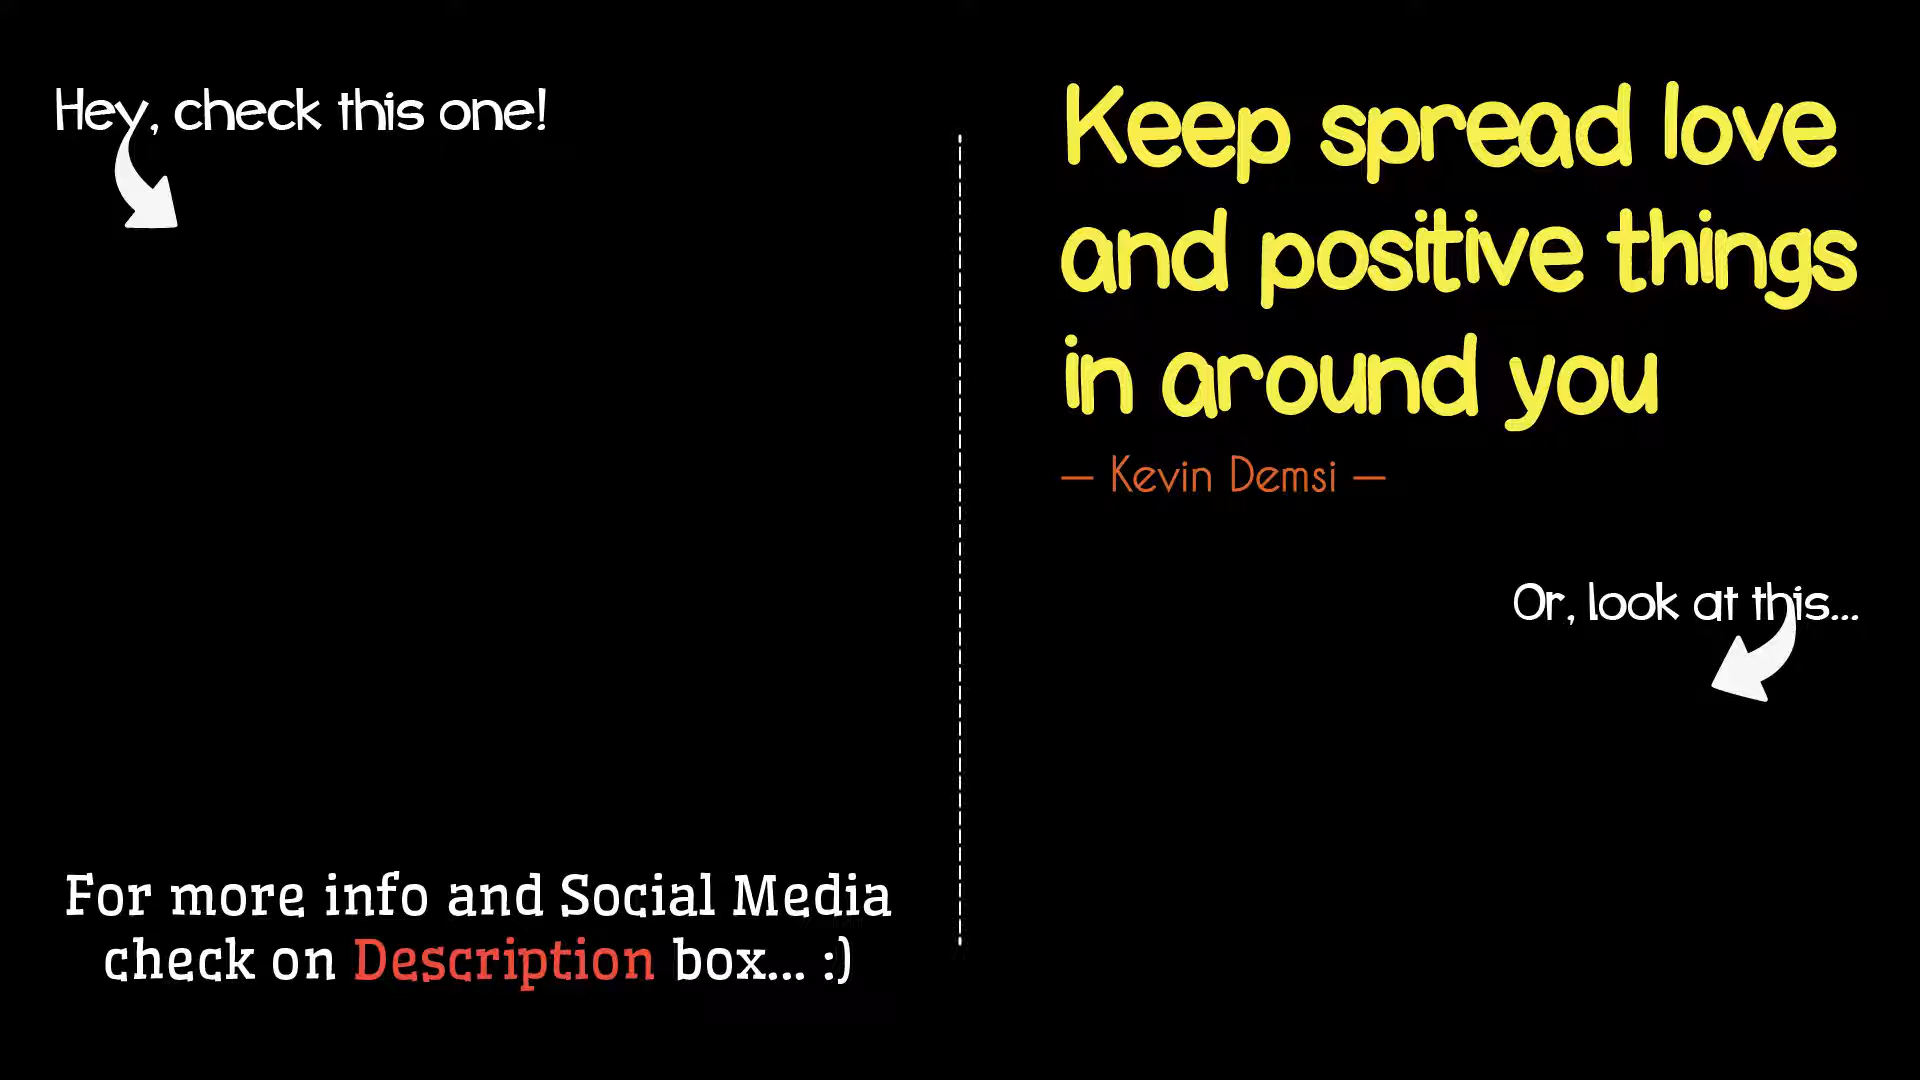 Hey, check this one!
Keep spread love
and positive things
in around you
— Kevin Demsi —
Or, look at this...
For more info and Social Media
check on Description box... :)